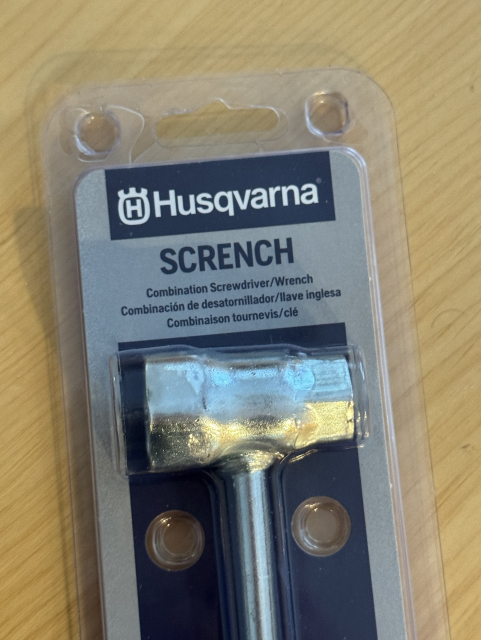 Husqvarna
SCRENCH
Combination Screwdriver/Wrench
Combinación de desatornillador/llave inglesa
Combinaison tournevis/clé